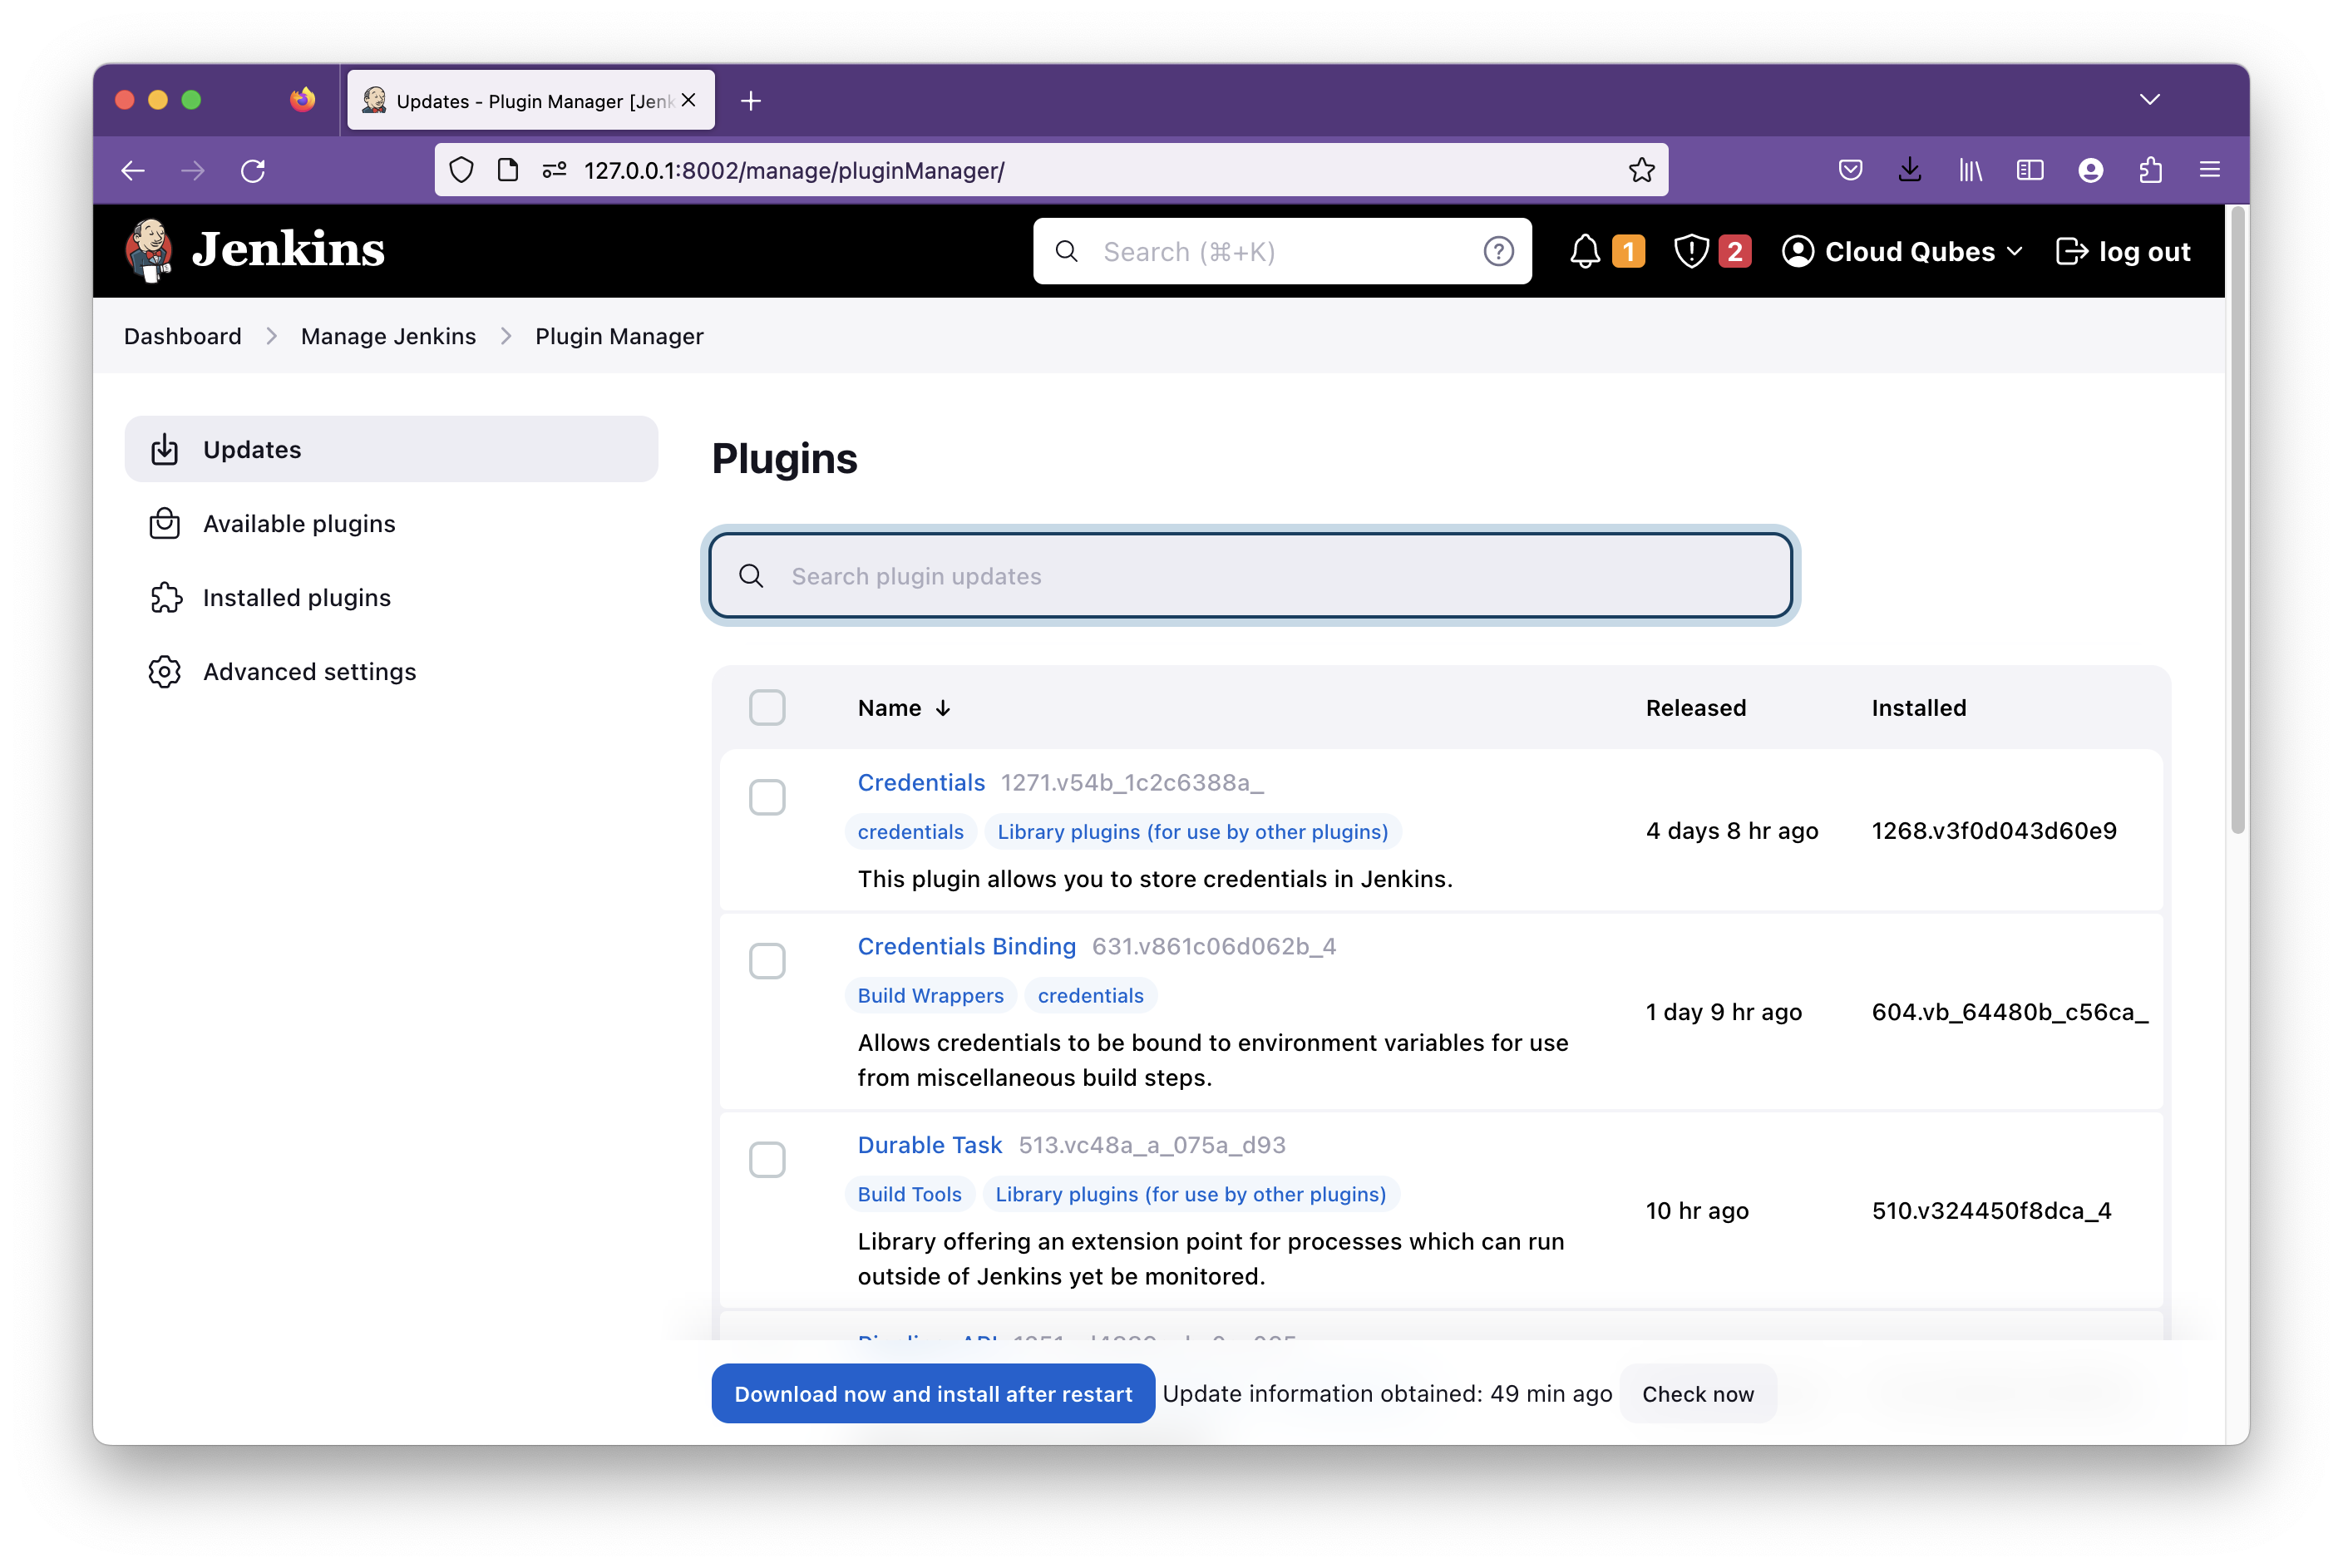 Updates - Plugin Manager [Jenk
127.0.0.1:8002/manage/pluginManager/
Jenkins
Search (⌘+K)
1
2
Cloud Qubes
log out
Dashboard
Manage Jenkins
Plugin Manager
Updates
Available plugins
Installed plugins
Advanced settings
Plugins
Search plugin updates
Name ↓
Released
Installed
Credentials 1271.v54b_1c2c6388a_
credentials Library plugins (for use by other plugins)
This plugin allows you to store credentials in Jenkins.
4 days 8 hr ago
1268.v3f0d043d60e9
Credentials Binding 631.v861c06d062b_4
Build Wrappers credentials
Allows credentials to be bound to environment variables for use
from miscellaneous build steps.
1 day 9 hr ago
604.vb_64480b_c56ca_
Durable Task 513.vc48a_a_075a_d93
Build Tools Library plugins (for use by other plugins)
Library offering an extension point for processes which can run
outside of Jenkins yet be monitored.
10 hr ago
510.v324450f8dca_4
Download now and install after restart
Update information obtained: 49 min ago
Check now